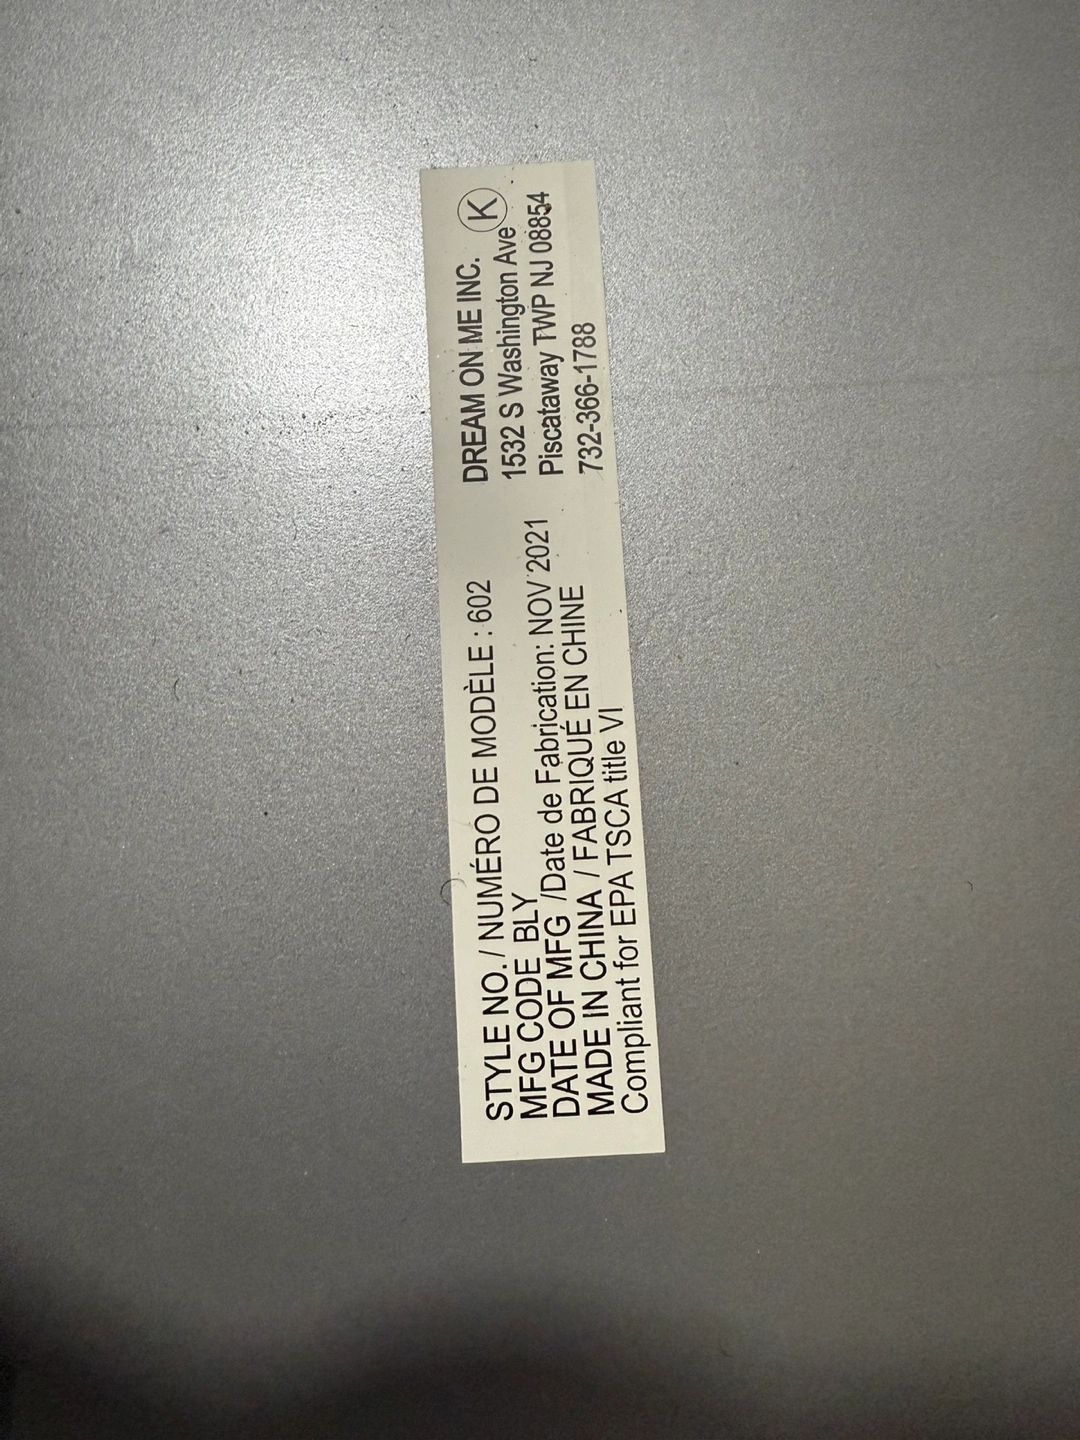 STYLE NO. / NUMÉRO DE MODÈLE : 602
MFG CODE BLY
DATE OF MFG /Date de Fabrication: NOV 2021
MADE IN CHINA / FABRIQUÉ EN CHINE
Compliant for EPA TSCA title VI
DREAM ON ME INC. K
1532 S Washington Ave
Piscataway TWP NJ 08854
732-366-1788